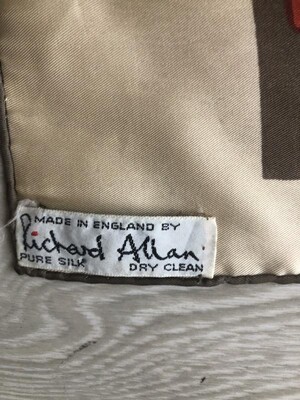 MADE IN ENGLAND BY
Richard Allan
PURE SILK DRY CLEAN